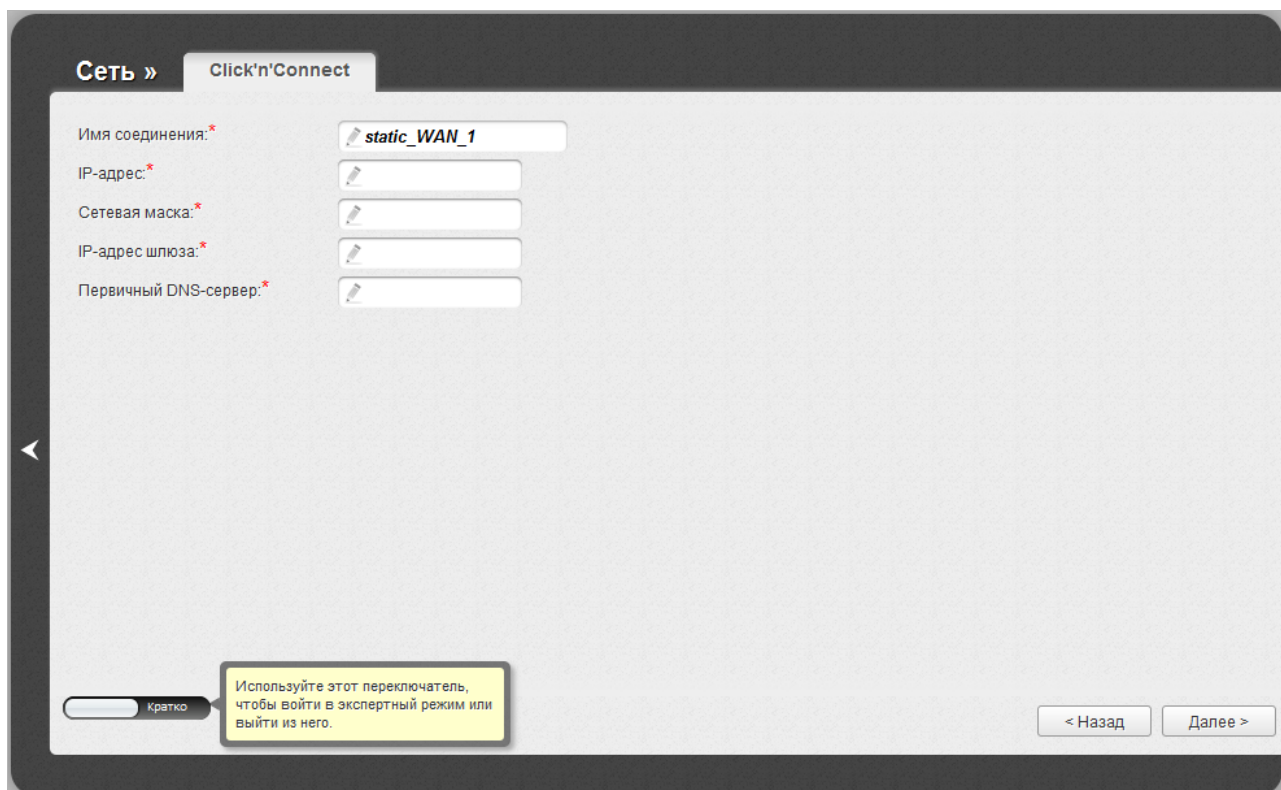 Сеть »
Click'n'Connect
Имя соединения:*
static_WAN_1
IP-адрес:*
Сетевая маска:*
IP-адрес шлюза:*
Первичный DNS-сервер:*
Кратко
Используйте этот переключатель,
чтобы войти в экспертный режим или
выйти из него.
< Назад
Далее >